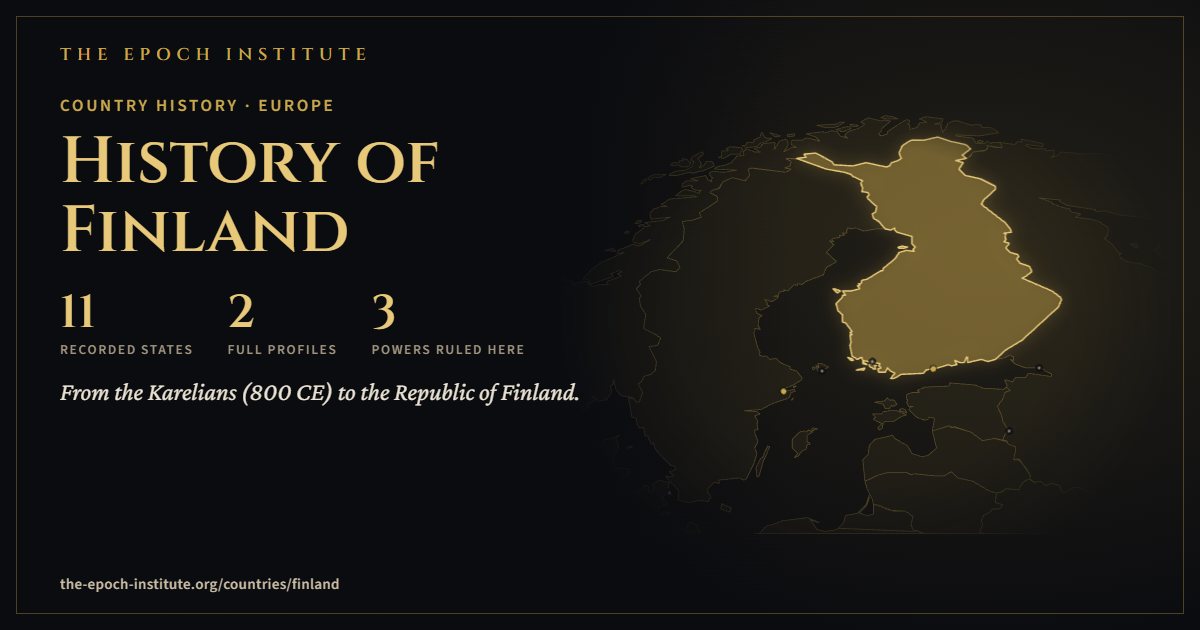 THE EPOCH INSTITUTE
COUNTRY HISTORY · EUROPE
HISTORY OF
FINLAND
11
2
3
RECORDED STATES
FULL PROFILES
POWERS RULED HERE
From the Karelians (800 CE) to the Republic of Finland.
the-epoch-institute.org/countries/finland